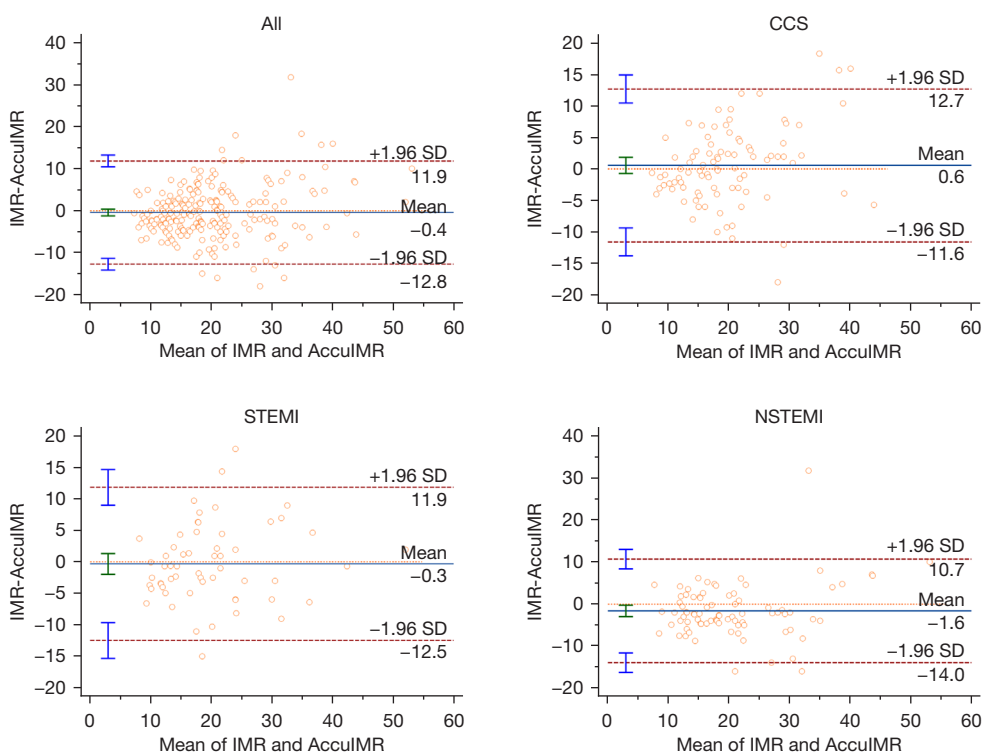 All
IMR-AccuIMR
40
30
20
10
0
−10
−20
+1.96 SD
11.9
Mean
−0.4
−1.96 SD
−12.8
0 10 20 30 40 50 60
Mean of IMR and AccuIMR
CCS
IMR-AccuIMR
20
15
10
5
0
−5
−10
−15
−20
+1.96 SD
12.7
Mean
0.6
−1.96 SD
−11.6
0 10 20 30 40 50 60
Mean of IMR and AccuIMR
STEMI
IMR-AccuIMR
20
15
10
5
0
−5
−10
−15
−20
+1.96 SD
11.9
Mean
−0.3
−1.96 SD
−12.5
0 10 20 30 40 50 60
Mean of IMR and AccuIMR
NSTEMI
IMR-AccuIMR
40
30
20
10
0
−10
−20
+1.96 SD
10.7
Mean
−1.6
−1.96 SD
−14.0
0 10 20 30 40 50 60
Mean of IMR and AccuIMR